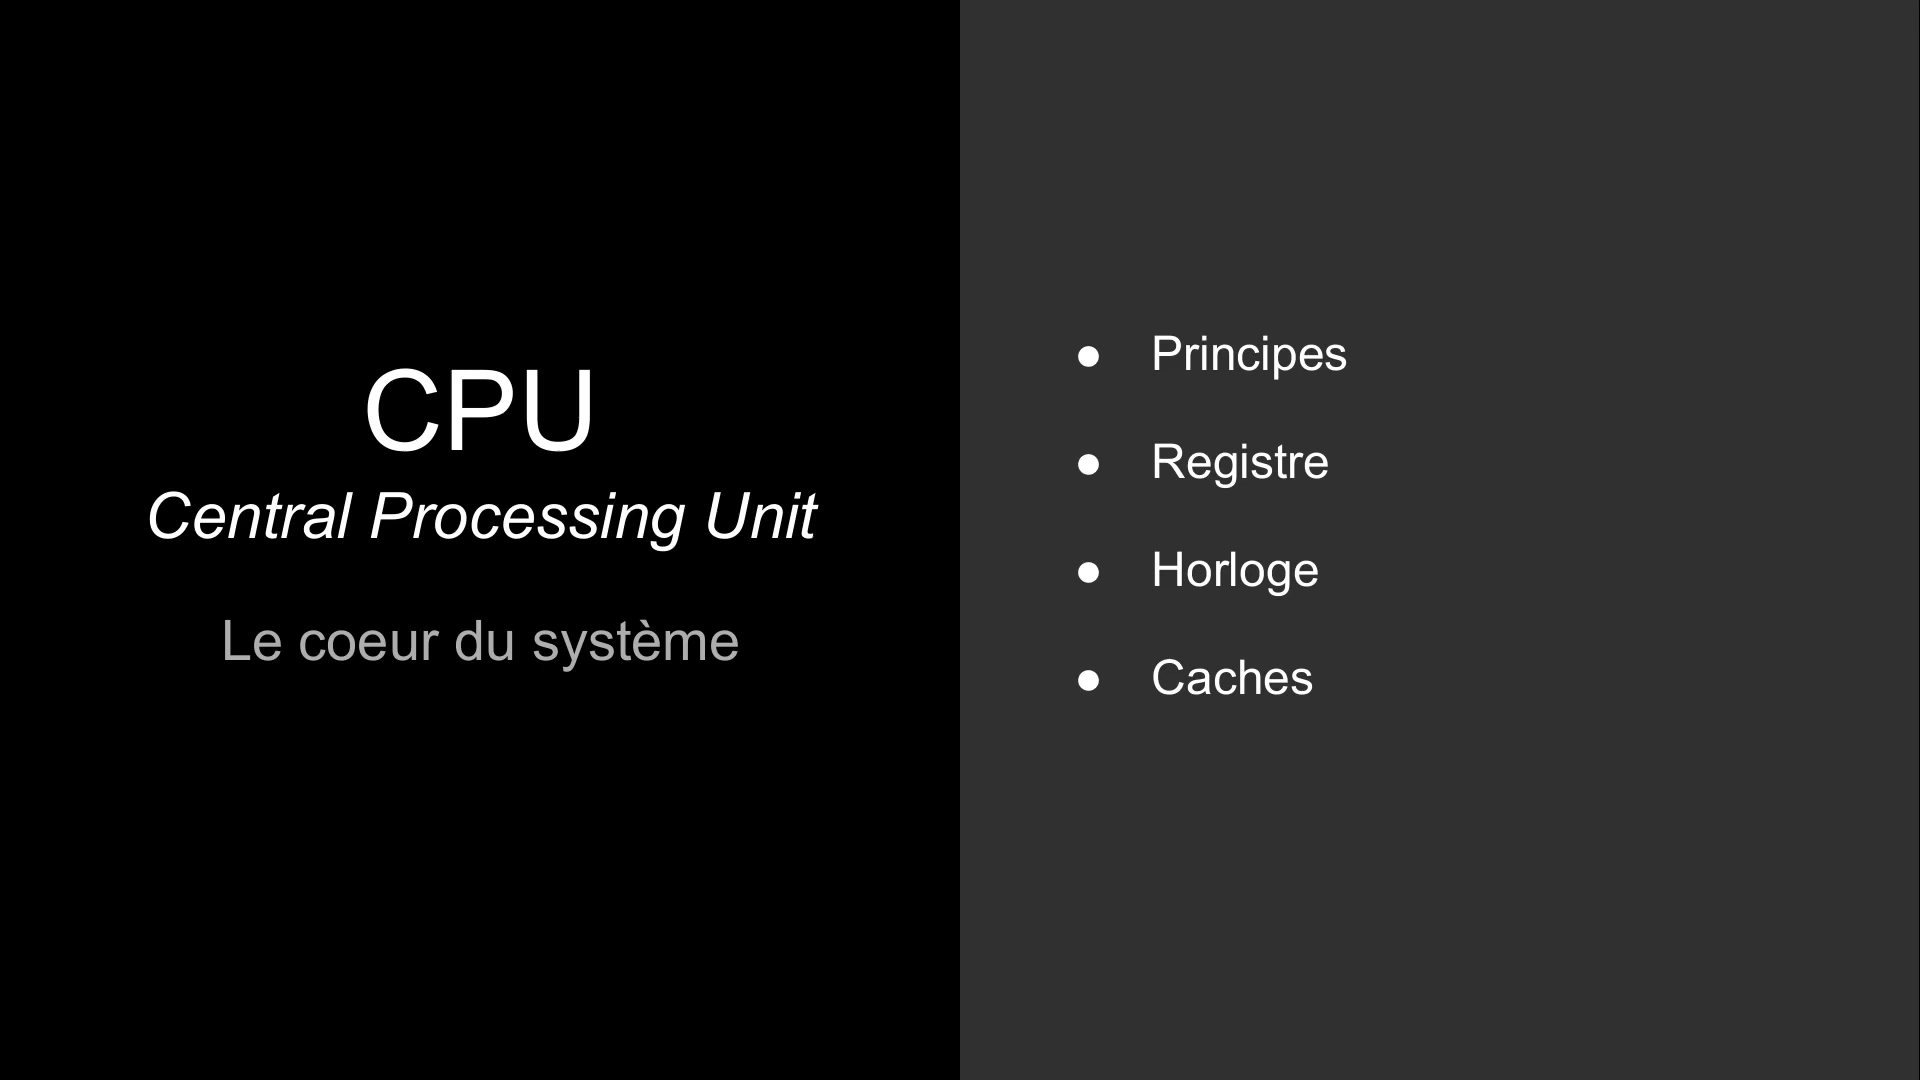 CPU
Central Processing Unit
Le coeur du système
● Principes
● Registre
● Horloge
● Caches